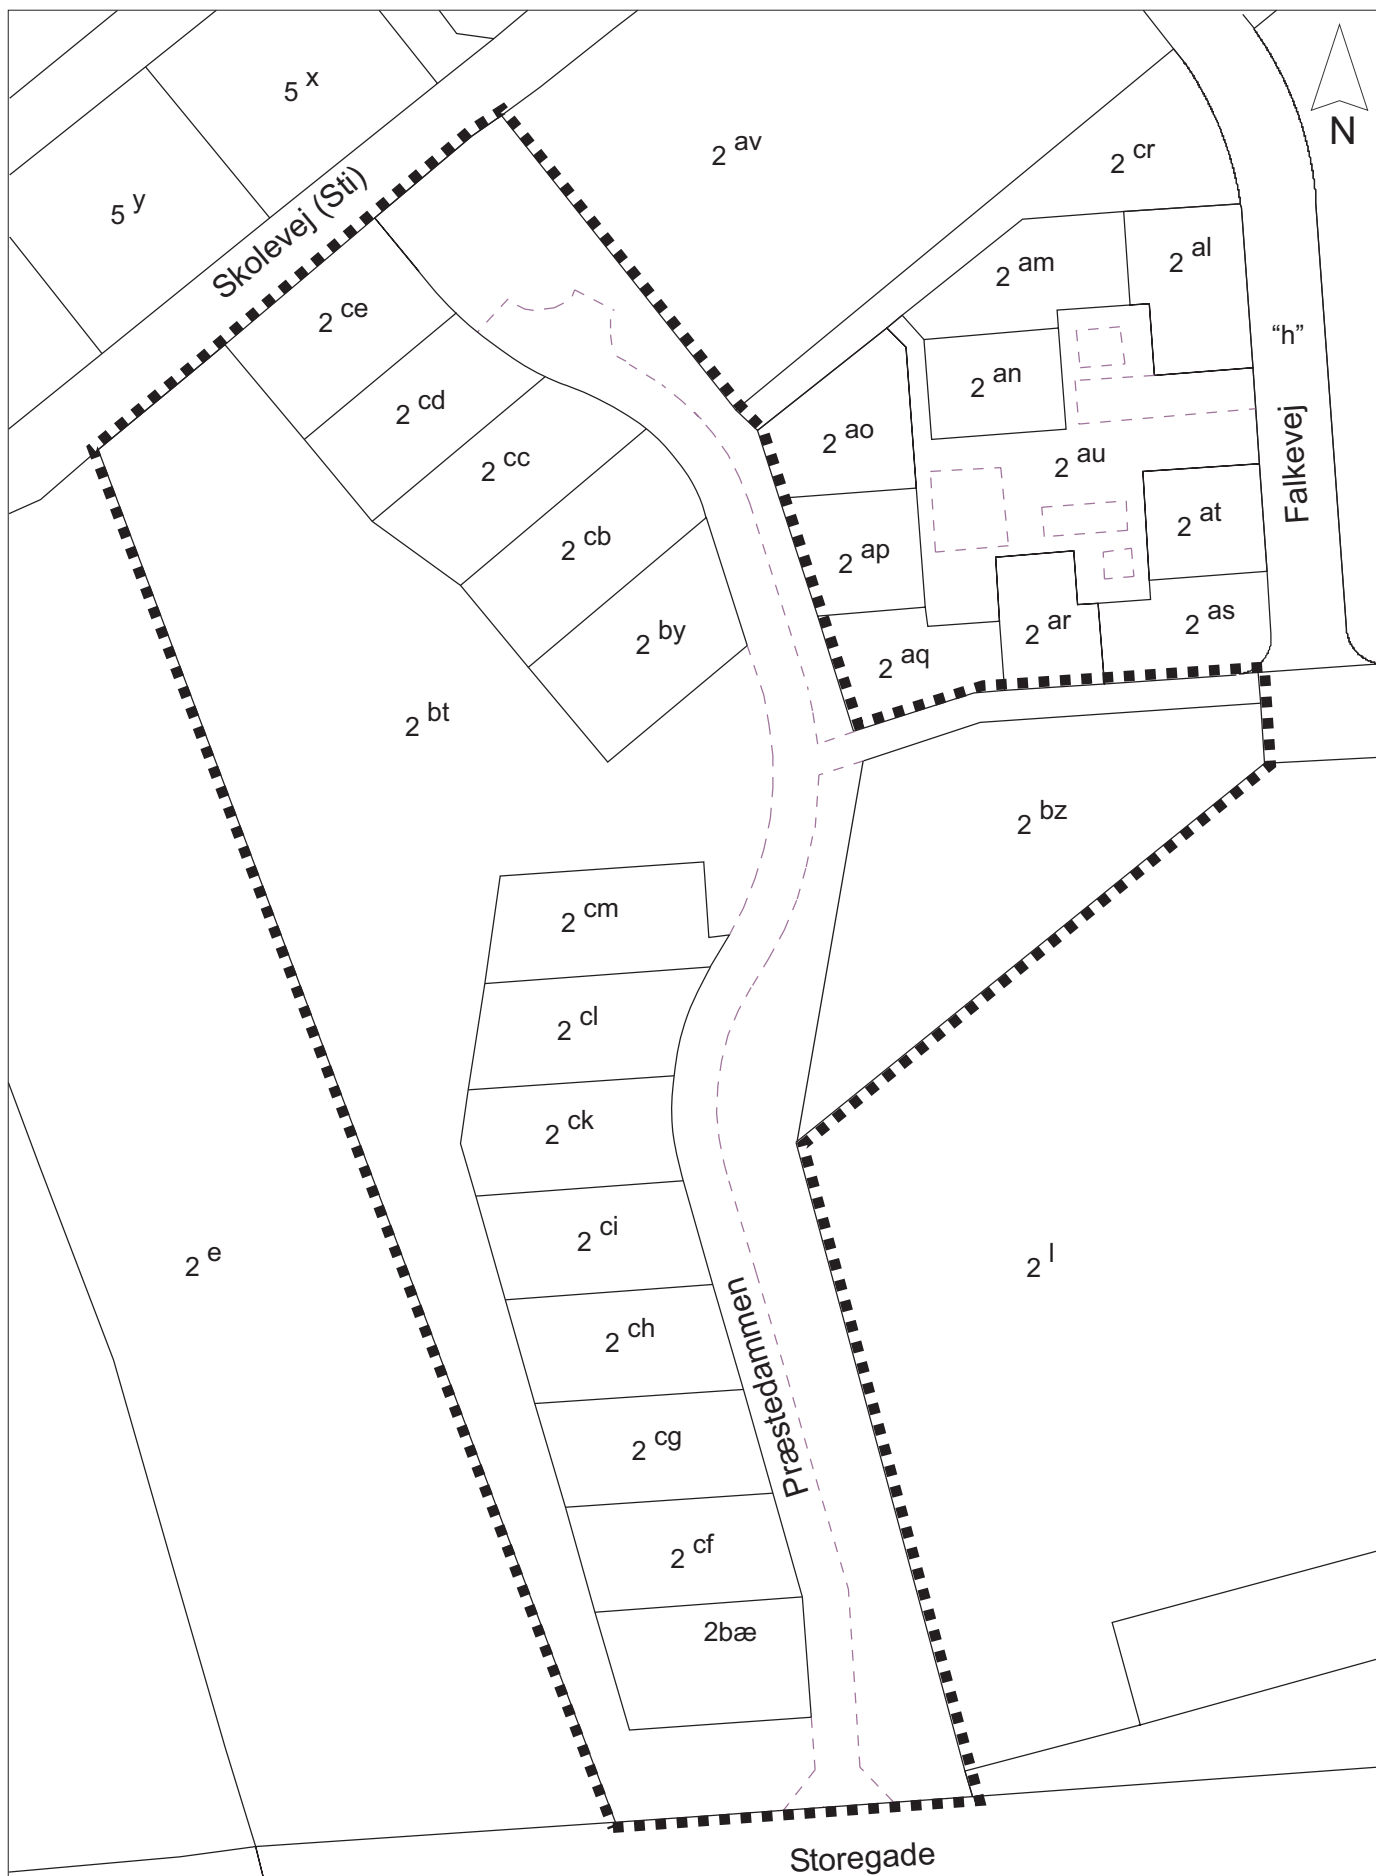 5 x
2 av
N
2 cr
5 y
Skolevej (Sti)
2 am
2 al
2 ce
"h"
2 an
2 cd
2 ao
2 cc
2 au
Falkevej
2 at
2 cb
2 ap
2 by
2 ar
2 as
2 aq
2 bt
2 bz
2 cm
2 cl
2 ck
2 ci
2 e
2 l
2 ch
Præstedammen
2 cg
2 cf
2bæ
Storegade